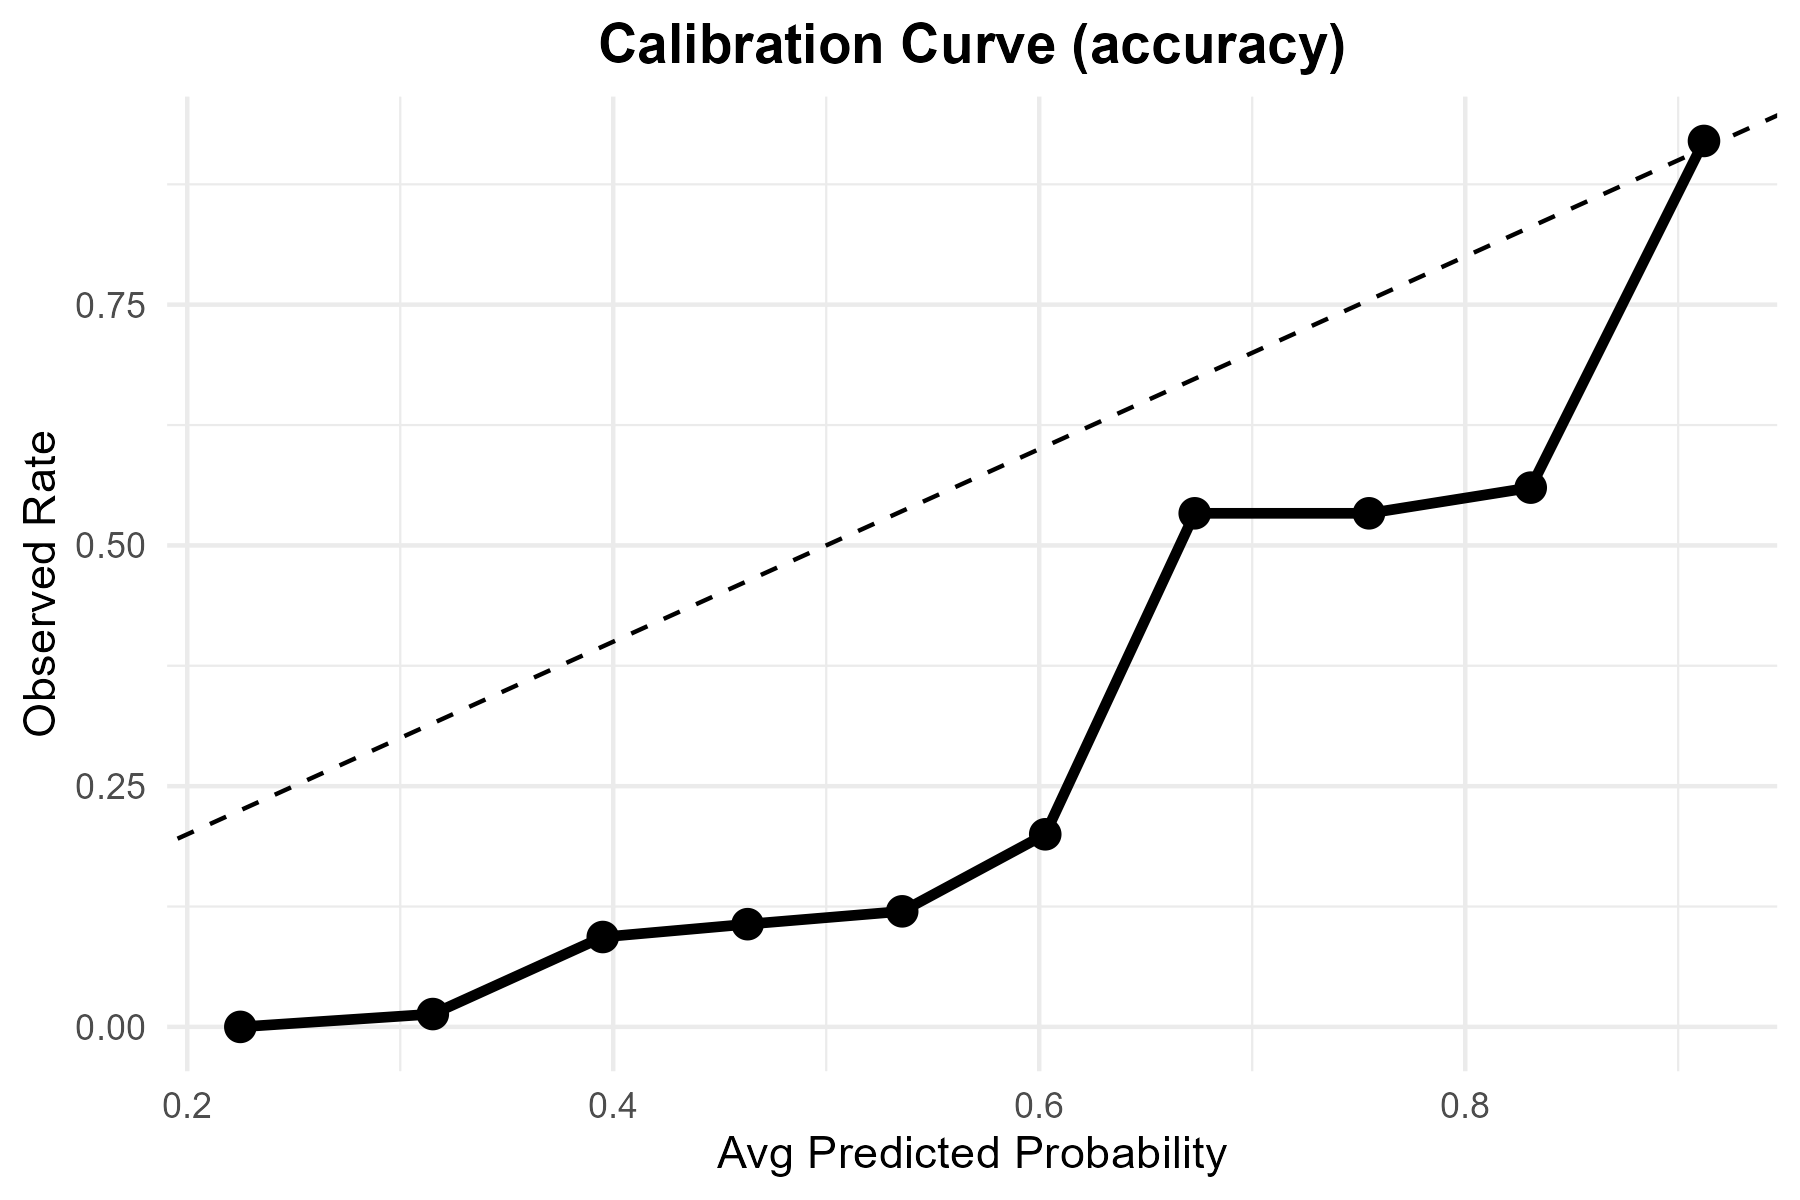 Calibration Curve (accuracy)
Observed Rate
0.75
0.50
0.25
0.00
0.2 0.4 0.6 0.8
Avg Predicted Probability